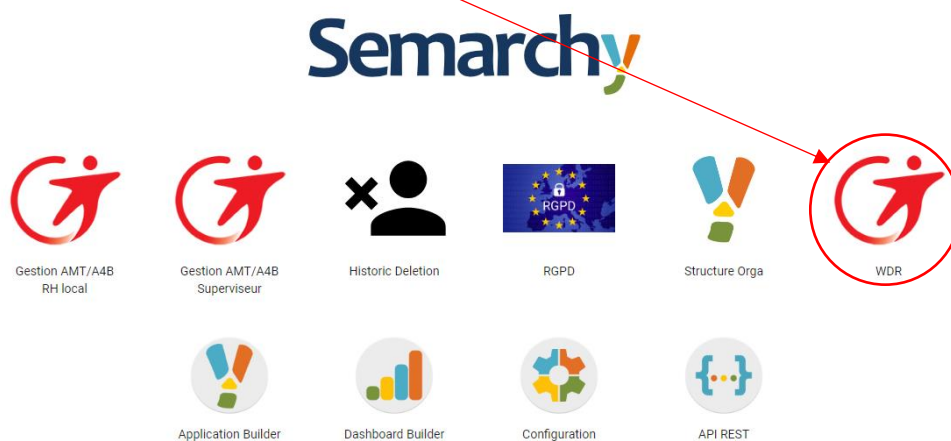 Semarchy
RGPD
Gestion AMT/A4B
RH local
Gestion AMT/A4B
Superviseur
Historic Deletion
RGPD
Structure Orga
WDR
Application Builder
Dashboard Builder
Configuration
API REST